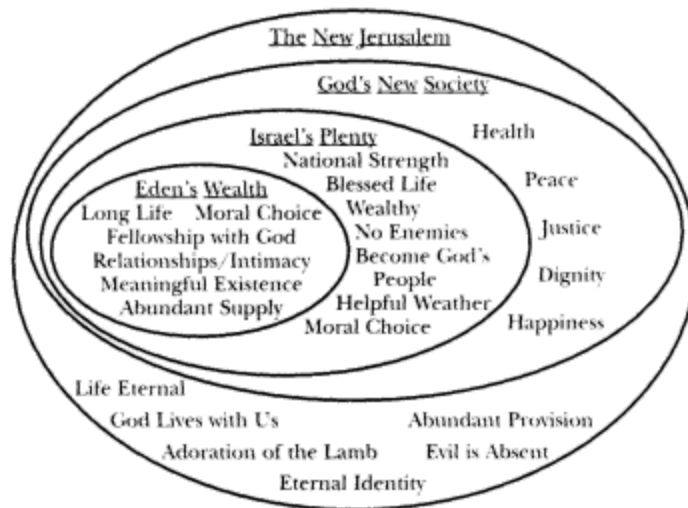 The New Jerusalem
God's New Society
Israel's Plenty
Health
National Strength
Eden's Wealth
Blessed Life
Peace
Long Life Moral Choice
Wealthy
Fellowship with God
No Enemies
Justice
Relationships/Intimacy
Become God's
People
Meaningful Existence
Dignity
Abundant Supply
Helpful Weather
Moral Choice
Happiness
Life Eternal
God Lives with Us
Abundant Provision
Adoration of the Lamb
Evil is Absent
Eternal Identity